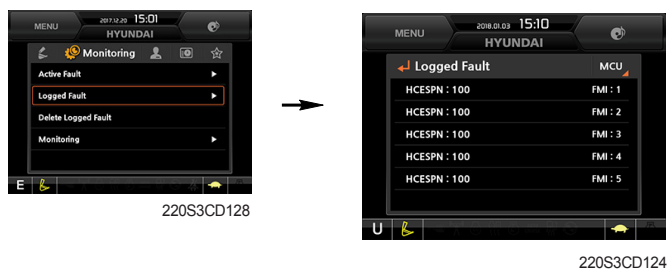 MENU
2017.12.20 15:01
HYUNDAI
Monitoring
Active Fault
Logged Fault
Delete Logged Fault
Monitoring
E
220S3CD128
MENU
2018.01.03 15:10
HYUNDAI
Logged Fault MCU
HCESPN : 100 FMI : 1
HCESPN : 100 FMI : 2
HCESPN : 100 FMI : 3
HCESPN : 100 FMI : 4
HCESPN : 100 FMI : 5
U
220S3CD124